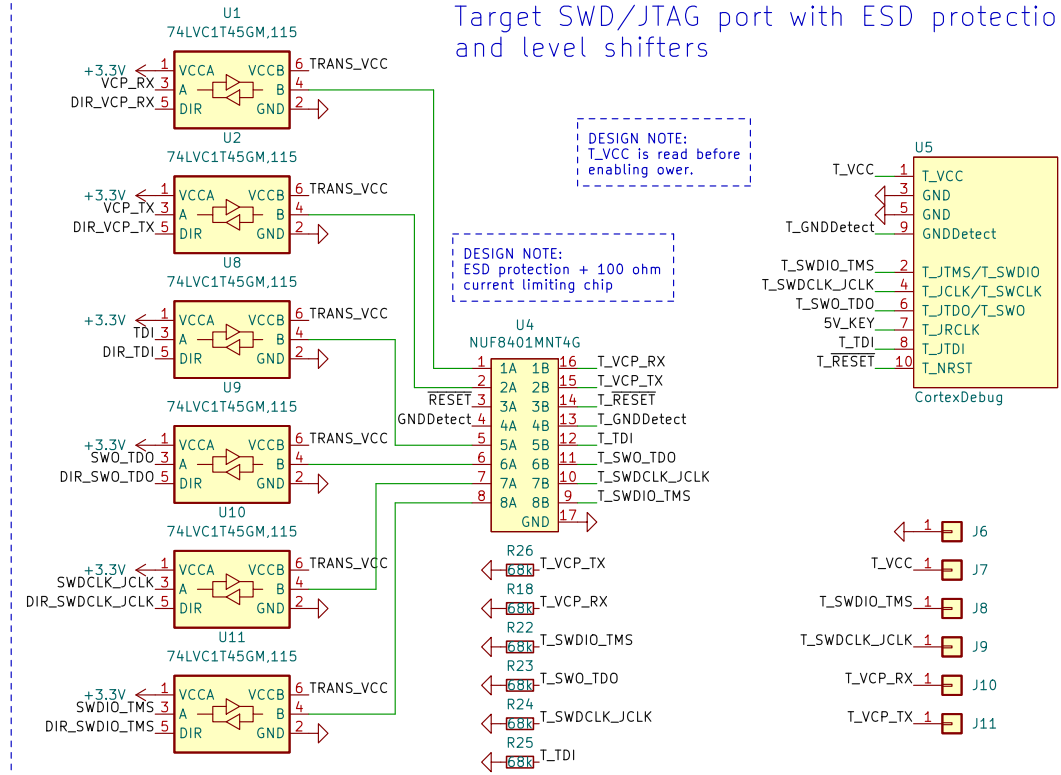 Target SWD/JTAG port with ESD protectio
and level shifters
U1
74LVC1T45GM,115
+3.3V 1 VCCA VCCB 6 TRANS_VCC
VCP_RX 3 A B 4
DIR_VCP_RX 5 DIR GND 2
U2
74LVC1T45GM,115
+3.3V 1 VCCA VCCB 6 TRANS_VCC
VCP_TX 3 A B 4
DIR_VCP_TX 5 DIR GND 2
U8
74LVC1T45GM,115
+3.3V 1 VCCA VCCB 6 TRANS_VCC
TDI 3 A B 4
DIR_TDI 5 DIR GND 2
U9
74LVC1T45GM,115
+3.3V 1 VCCA VCCB 6 TRANS_VCC
SWO_TDO 3 A B 4
DIR_SWO_TDO 5 DIR GND 2
U10
74LVC1T45GM,115
+3.3V 1 VCCA VCCB 6 TRANS_VCC
SWDCLK_JCLK 3 A B 4
DIR_SWDCLK_JCLK 5 DIR GND 2
U11
74LVC1T45GM,115
+3.3V 1 VCCA VCCB 6 TRANS_VCC
SWDIO_TMS 3 A B 4
DIR_SWDIO_TMS 5 DIR GND 2
DESIGN NOTE:
T_VCC is read before
enabling ower.
DESIGN NOTE:
ESD protection + 100 ohm
current limiting chip
U4
NUF8401MNT4G
1 1A 1B 16 T_VCP_RX
2 2A 2B 15 T_VCP_TX
RESET 3 3A 3B 14 T_RESET
GNDDetect 4 4A 4B 13 T_GNDDetect
5 5A 5B 12 T_TDI
6 6A 6B 11 T_SWO_TDO
7 7A 7B 10 T_SWDCLK_JCLK
8 8A 8B 9 T_SWDIO_TMS
GND 17
R26
68k T_VCP_TX
R18
68k T_VCP_RX
R22
68k T_SWDIO_TMS
R23
68k T_SWO_TDO
R24
68k T_SWDCLK_JCLK
R25
68k T_TDI
U5
T_VCC 1 T_VCC
3 GND
5 GND
T_GNDDetect 9 GNDDetect
T_SWDIO_TMS 2 T_JTMS/T_SWDIO
T_SWDCLK_JCLK 4 T_JCLK/T_SWCLK
T_SWO_TDO 6 T_JTDO/T_SWO
5V_KEY 7 T_JRCLK
T_TDI 8 T_JTDI
T_RESET 10 T_NRST
CortexDebug
1 J6
T_VCC 1 J7
T_SWDIO_TMS 1 J8
T_SWDCLK_JCLK 1 J9
T_VCP_RX 1 J10
T_VCP_TX 1 J11